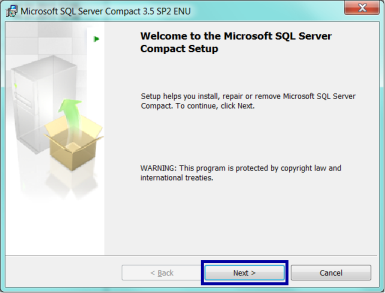 Microsoft SQL Server Compact 3.5 SP2 ENU
Welcome to the Microsoft SQL Server
Compact Setup
Setup helps you install, repair or remove Microsoft SQL Server
Compact. To continue, click Next.
WARNING: This program is protected by copyright law and
international treaties.
< Back
Next >
Cancel